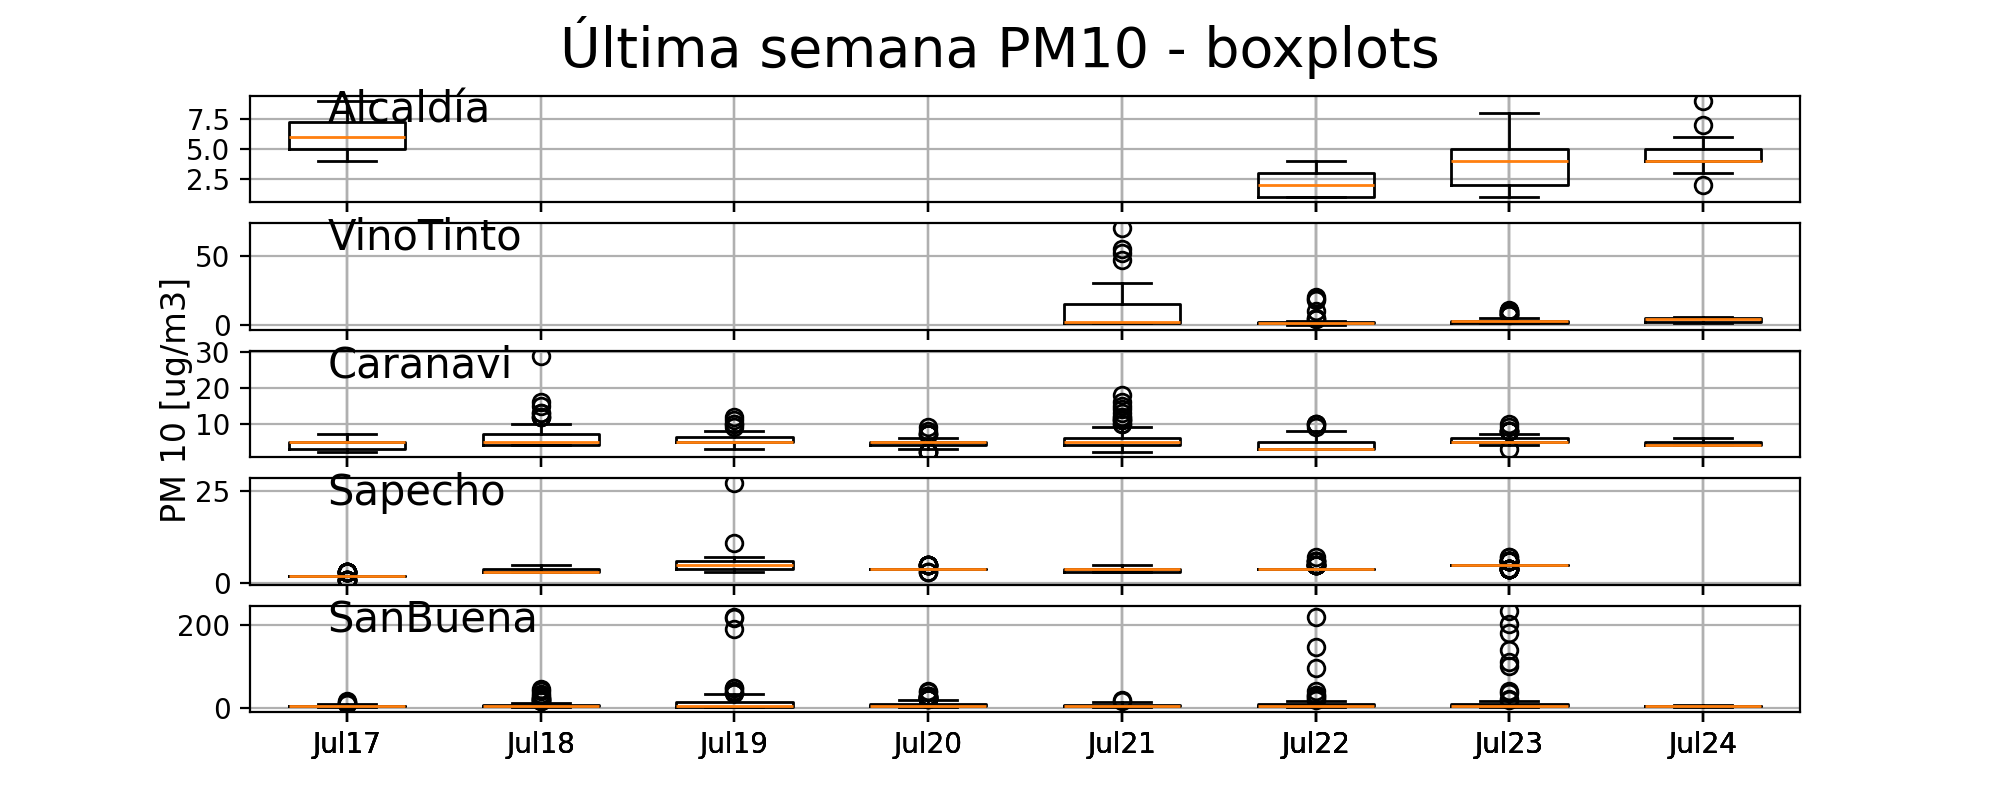 Última semana PM10 - boxplots
Alcaldía
7.5
5.0
2.5
VinoTinto
50
0
PM 10 [ug/m3]
Caranavi
30
20
10
Sapecho
25
0
SanBuena
200
0
Jul17 Jul18 Jul19 Jul20 Jul21 Jul22 Jul23 Jul24